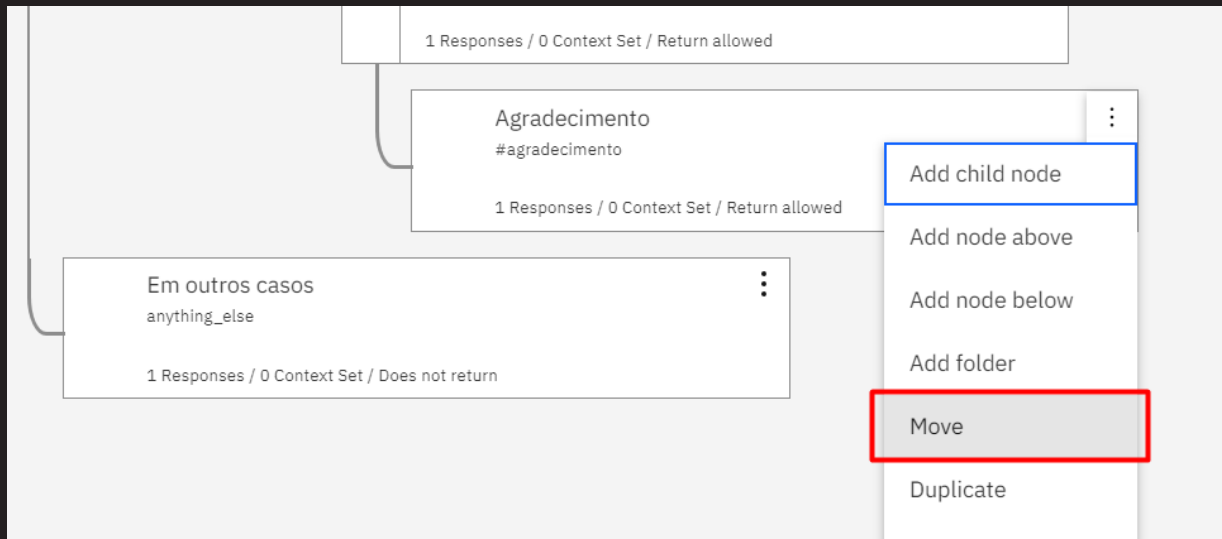 1 Responses / 0 Context Set / Return allowed
Agradecimento
#agradecimento
1 Responses / 0 Context Set / Return allowed
Add child node
Add node above
Add node below
Add folder
Move
Duplicate
Em outros casos
anything_else
1 Responses / 0 Context Set / Does not return